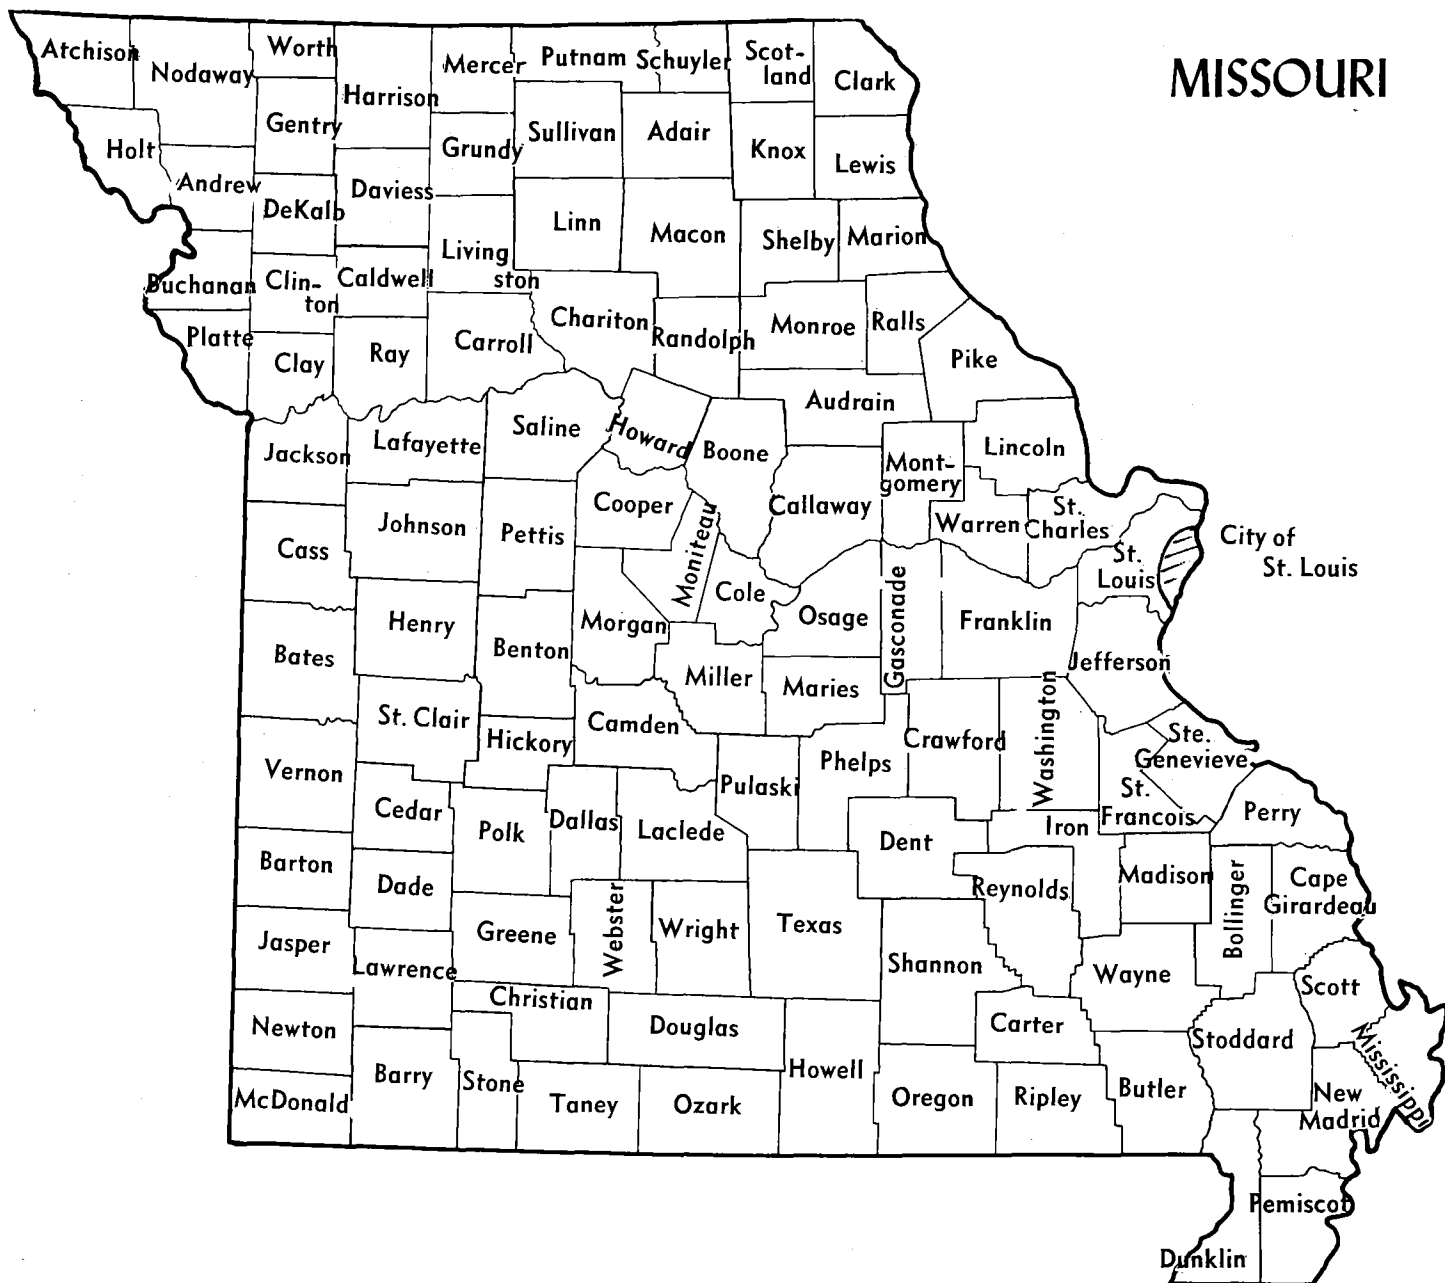 MISSOURI
Atchison
Nodaway
Worth
Harrison
Mercer
Putnam
Schuyler
Scot-
land
Clark
Gentry
Holt
Andrew
DeKalb
Daviess
Grundy
Sullivan
Adair
Knox
Lewis
Linn
Macon
Shelby
Marion
Living
ston
Buchanan
Clin-
ton
Caldwell
Platte
Clay
Ray
Carroll
Chariton
Randolph
Monroe
Ralls
Pike
Audrain
Jackson
Lafayette
Saline
Howard
Boone
Callaway
Mont-
gomery
Lincoln
Warren
St.
Charles
St.
Louis
City of
St. Louis
Cass
Johnson
Pettis
Cooper
Moniteau
Cole
Osage
Gasconade
Franklin
Jefferson
Bates
Henry
Benton
Morgan
Miller
Maries
St. Clair
Hickory
Camden
Pulaski
Phelps
Crawford
Washington
Ste.
Genevieve
St.
Francois
Perry
Vernon
Cedar
Polk
Dallas
Laclede
Dent
Iron
Madison
Bollinger
Cape
Girardeau
Barton
Dade
Greene
Webster
Wright
Texas
Reynolds
Shannon
Wayne
Scott
Jasper
Lawrence
Christian
Douglas
Howell
Carter
Stoddard
Mississippi
Newton
McDonald
Barry
Stone
Taney
Ozark
Oregon
Ripley
Butler
New
Madrid
Pemiscot
Dunklin